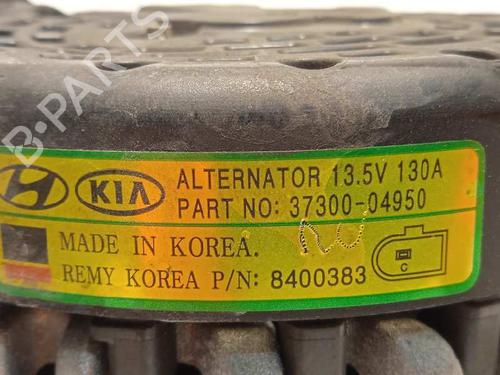 B-PARTS
KIA
ALTERNATOR 13.5V 130A
PART NO: 37300-04950
MADE IN KOREA.
REMY KOREA P/N: 8400383
C